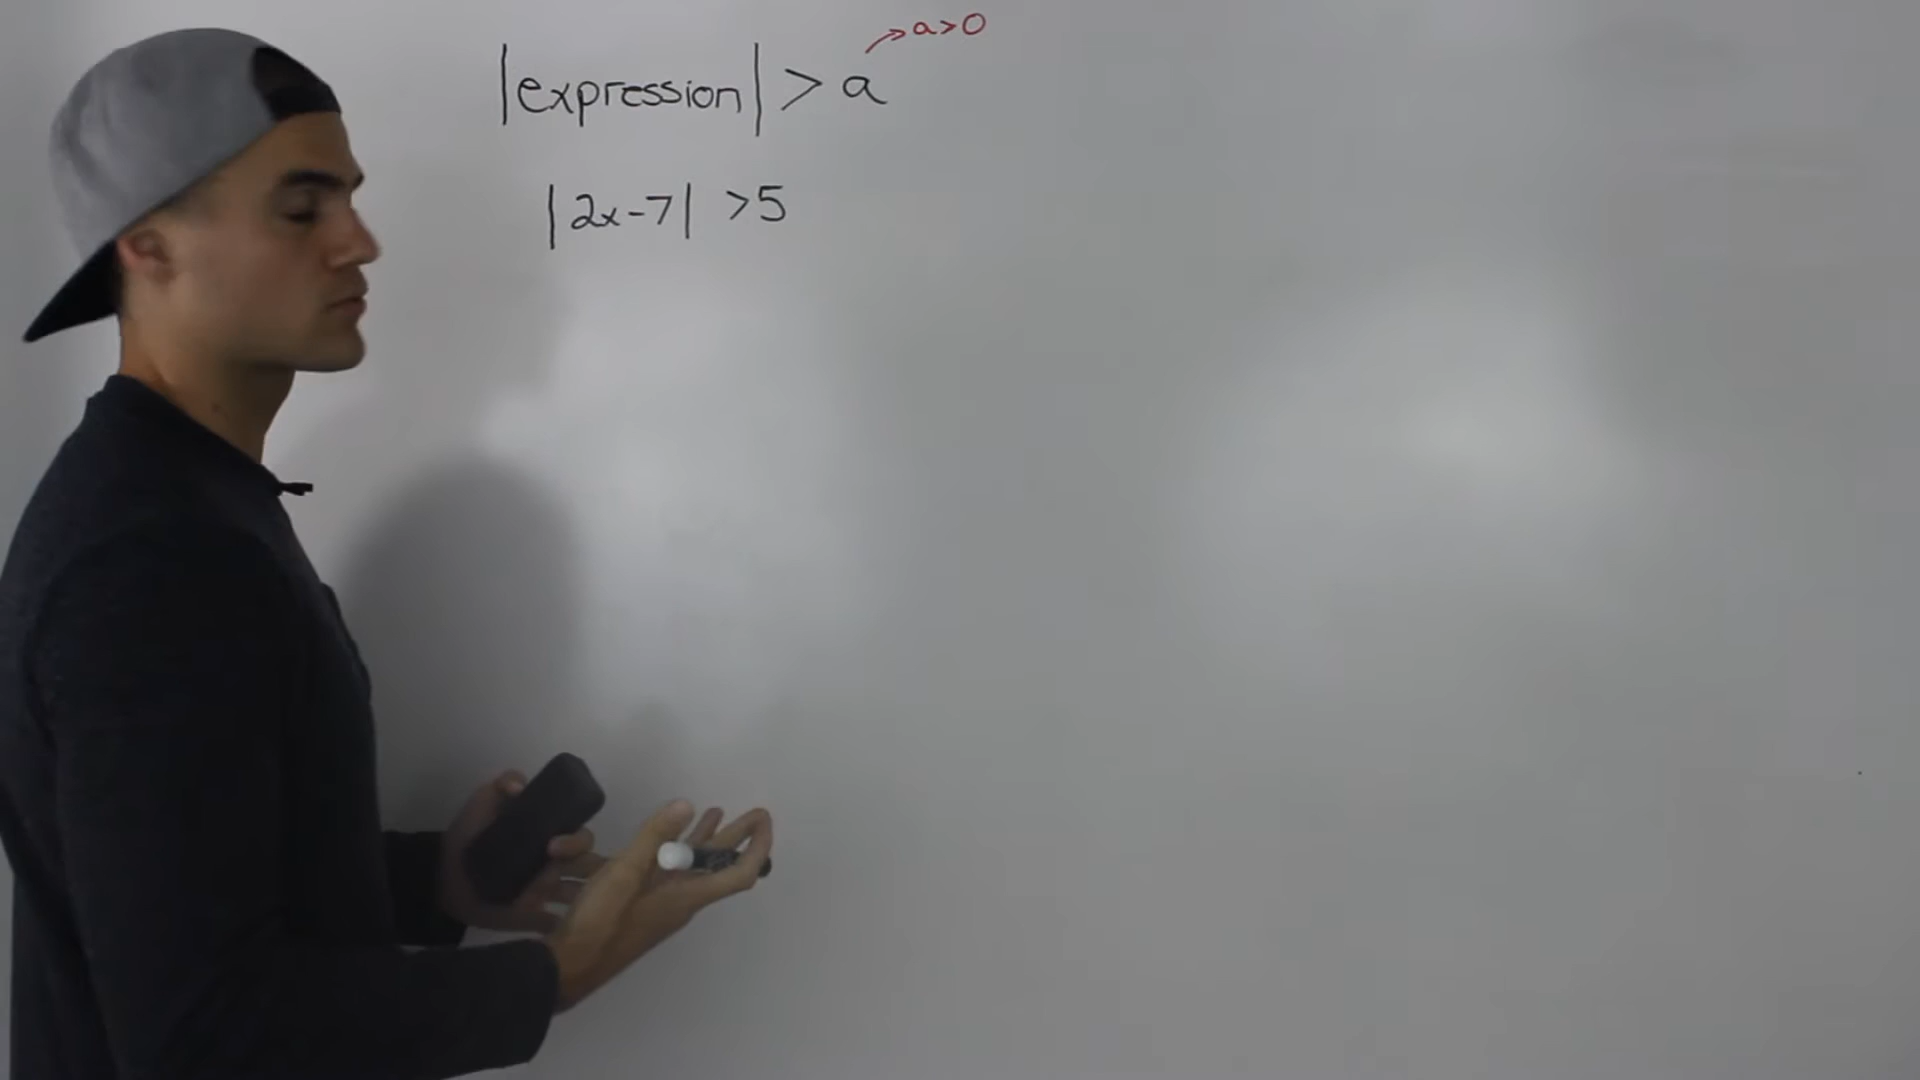 |expression| > a → a>0
|2x-7| >5